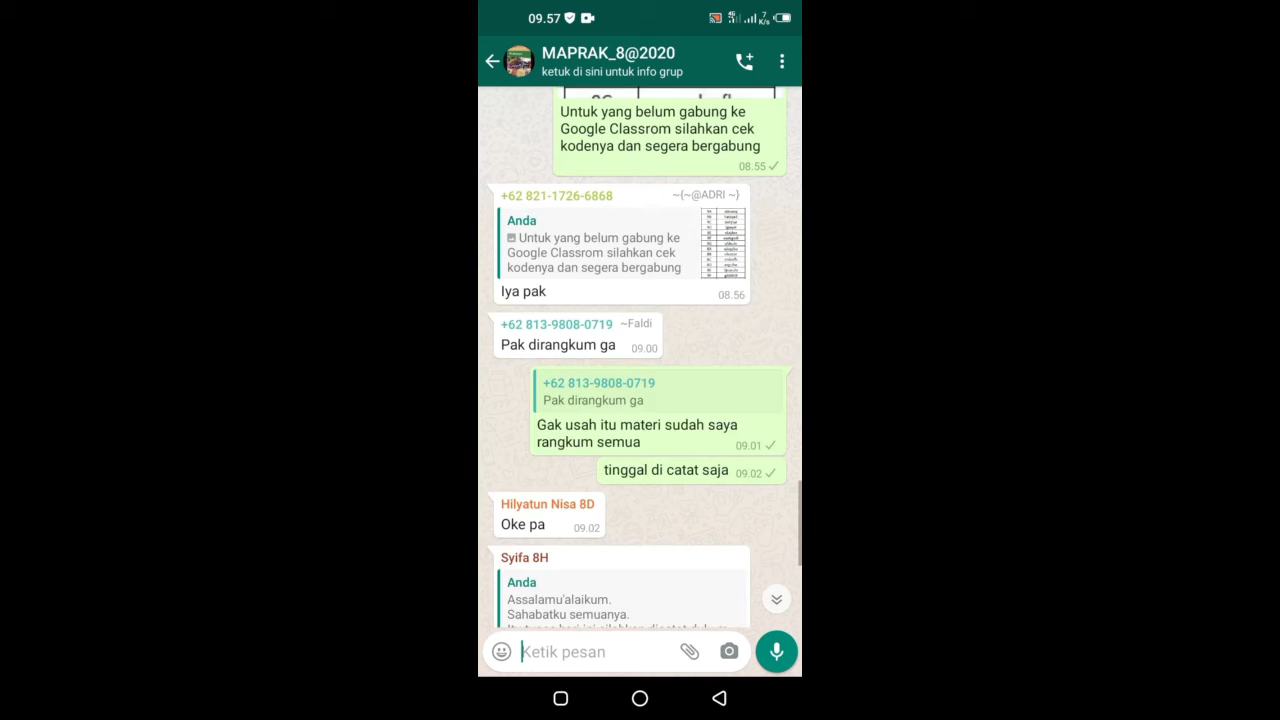 09.57
4G
7
K/s
MAPRAK_8@2020
ketuk di sini untuk info grup
Untuk yang belum gabung ke
Google Classrom silahkan cek
kodenya dan segera bergabung
08.55
+62 821-1726-6868 ~{~@ADRI ~}
Anda
Untuk yang belum gabung ke
Google Classrom silahkan cek
kodenya dan segera bergabung
Iya pak
08.56
+62 813-9808-0719 ~Faldi
Pak dirangkum ga 09.00
+62 813-9808-0719
Pak dirangkum ga
Gak usah itu materi sudah saya
rangkum semua
09.01
tinggal di catat saja 09.02
Hilyatun Nisa 8D
Oke pa 09.02
Syifa 8H
Anda
Assalamu'alaikum.
Sahabatku semuanya.
Ketik pesan